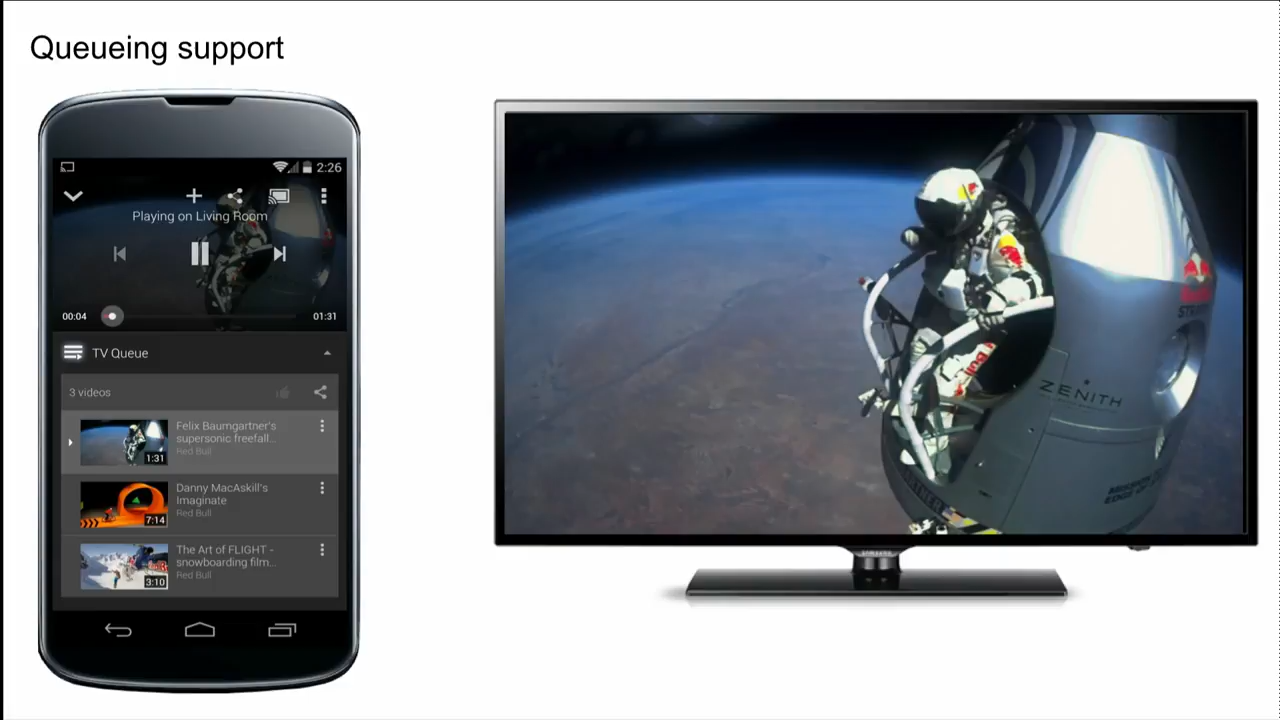 Queueing support
2:26
Playing on Living Room
00:04
01:31
TV Queue
3 videos
Felix Baumgartner's
supersonic freefall...
Red Bull
1:31
Danny MacAskill's
Imaginate
Red Bull
7:14
The Art of FLIGHT -
snowboarding film...
Red Bull
3:10
ZENITH
SAMSUNG